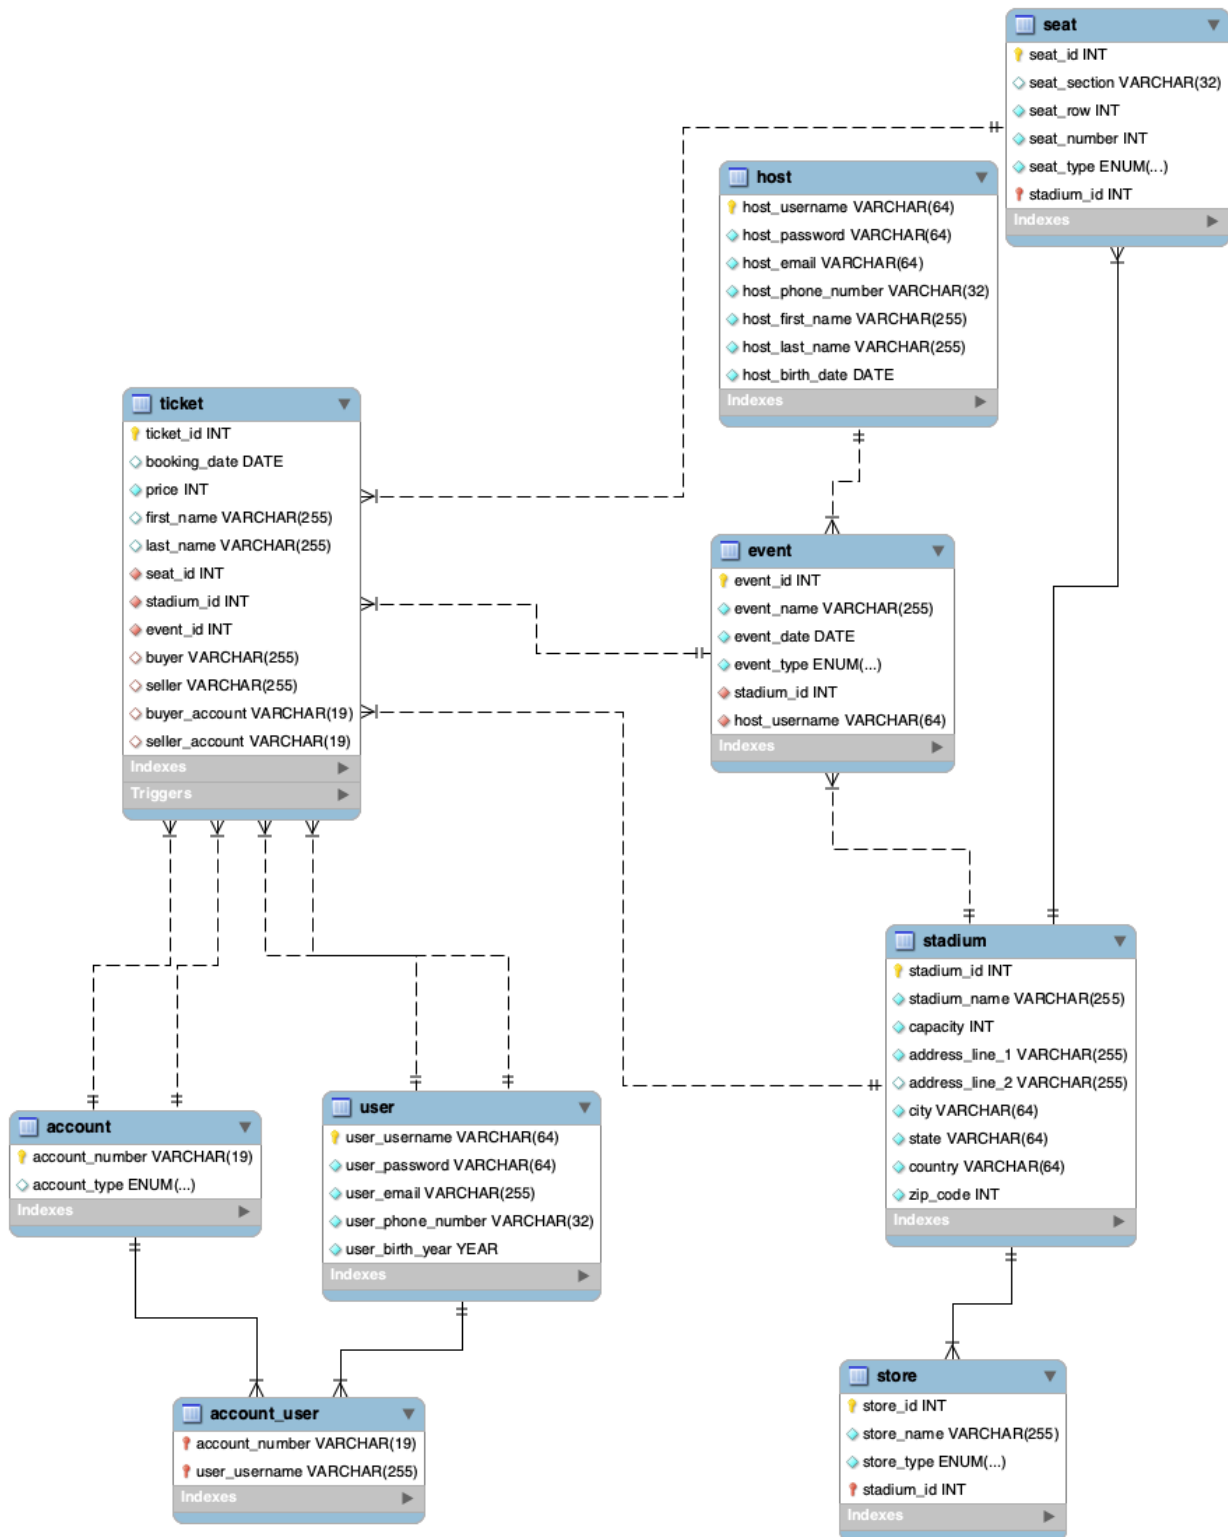 seat
seat_id INT
seat_section VARCHAR(32)
seat_row INT
seat_number INT
seat_type ENUM(...)
stadium_id INT
Indexes
host
host_username VARCHAR(64)
host_password VARCHAR(64)
host_email VARCHAR(64)
host_phone_number VARCHAR(32)
host_first_name VARCHAR(255)
host_last_name VARCHAR(255)
host_birth_date DATE
Indexes
ticket
ticket_id INT
booking_date DATE
price INT
first_name VARCHAR(255)
last_name VARCHAR(255)
seat_id INT
stadium_id INT
event_id INT
buyer VARCHAR(255)
seller VARCHAR(255)
buyer_account VARCHAR(19)
seller_account VARCHAR(19)
Indexes
Triggers
event
event_id INT
event_name VARCHAR(255)
event_date DATE
event_type ENUM(...)
stadium_id INT
host_username VARCHAR(64)
Indexes
stadium
stadium_id INT
stadium_name VARCHAR(255)
capacity INT
address_line_1 VARCHAR(255)
address_line_2 VARCHAR(255)
city VARCHAR(64)
state VARCHAR(64)
country VARCHAR(64)
zip_code INT
Indexes
account
account_number VARCHAR(19)
account_type ENUM(...)
Indexes
user
user_username VARCHAR(64)
user_password VARCHAR(64)
user_email VARCHAR(255)
user_phone_number VARCHAR(32)
user_birth_year YEAR
Indexes
account_user
account_number VARCHAR(19)
user_username VARCHAR(255)
Indexes
store
store_id INT
store_name VARCHAR(255)
store_type ENUM(...)
stadium_id INT
Indexes